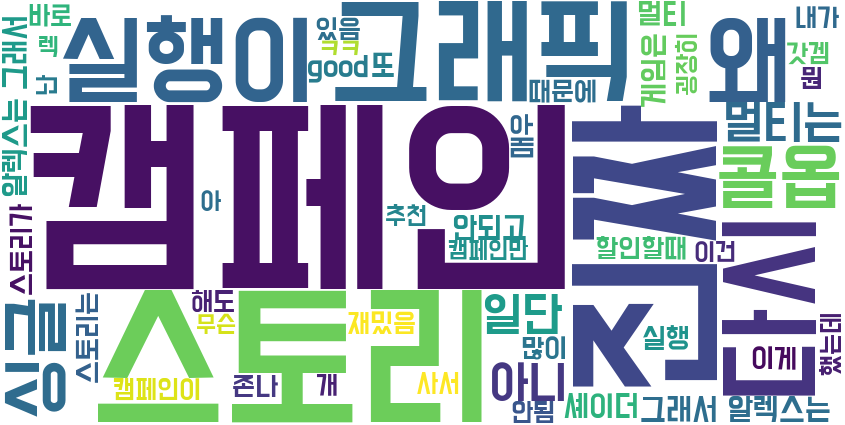 바로
렉
난
알렉스는 그래서
실행이
있음
ㅋㅋ
good
또
그래픽
때문에
멀티
게임은
굉장히
왜
내가
갓겜
뭔
멀티는
콜옵
캠페인
아
봄
아
추천
안되고
캠페인만
진짜
할인할때
이건
스토리가
스토리는
싱글
해도
무슨
스토리
재밌음
일단
많이
실행
이게
했는데
캠페인이
존나
개
사서
아니
안됨
셰이더
그래서 알렉스는